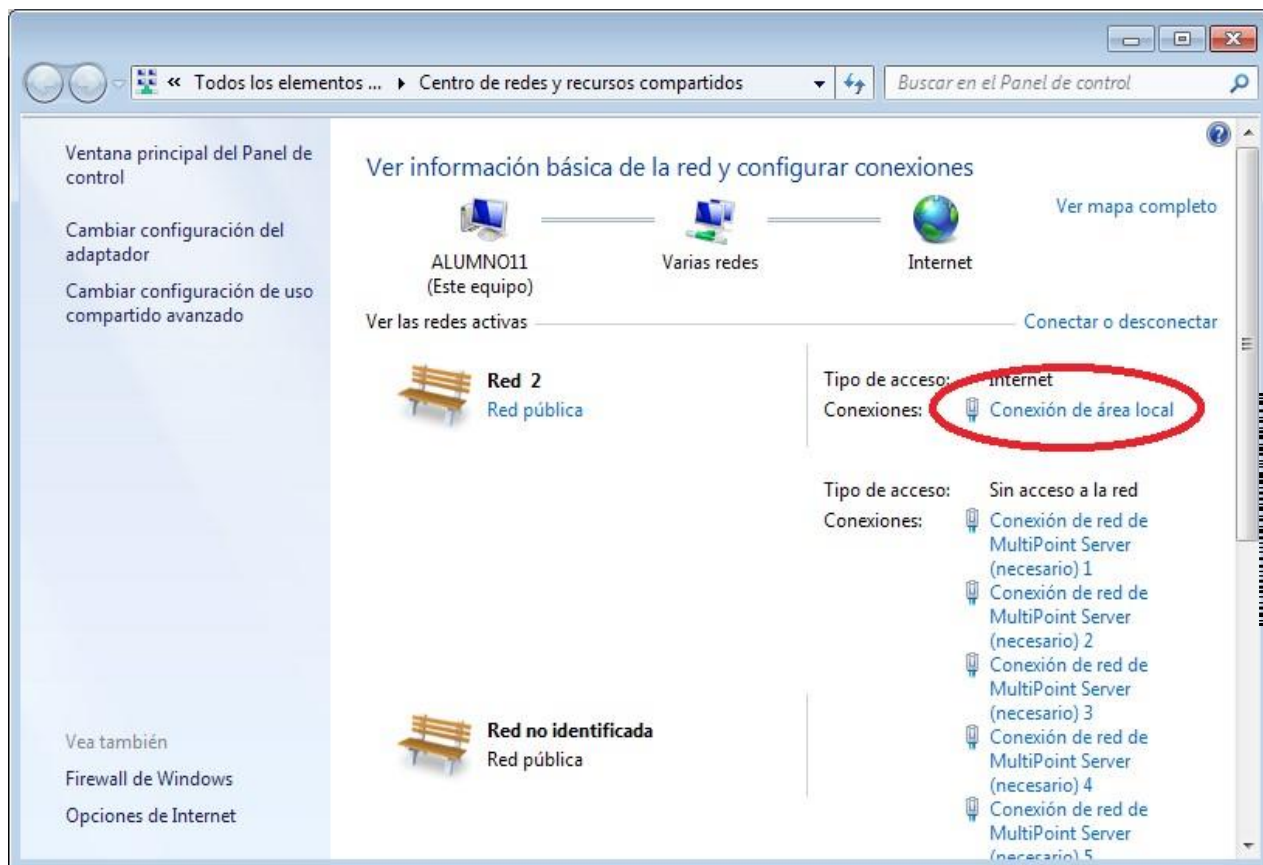 « Todos los elementos ... ▸ Centro de redes y recursos compartidos
Buscar en el Panel de control
Ventana principal del Panel de
control
Cambiar configuración del
adaptador
Cambiar configuración de uso
compartido avanzado
Vea también
Firewall de Windows
Opciones de Internet
Ver información básica de la red y configurar conexiones
Ver mapa completo
ALUMNO11
(Este equipo)
Varias redes
Internet
Ver las redes activas
Conectar o desconectar
Red 2
Red pública
Tipo de acceso: Internet
Conexiones: Conexión de área local
Tipo de acceso: Sin acceso a la red
Conexiones: Conexión de red de
MultiPoint Server
(necesario) 1
Conexión de red de
MultiPoint Server
(necesario) 2
Conexión de red de
MultiPoint Server
(necesario) 3
Red no identificada
Red pública
Conexión de red de
MultiPoint Server
(necesario) 4
Conexión de red de
MultiPoint Server
(necesario) 5